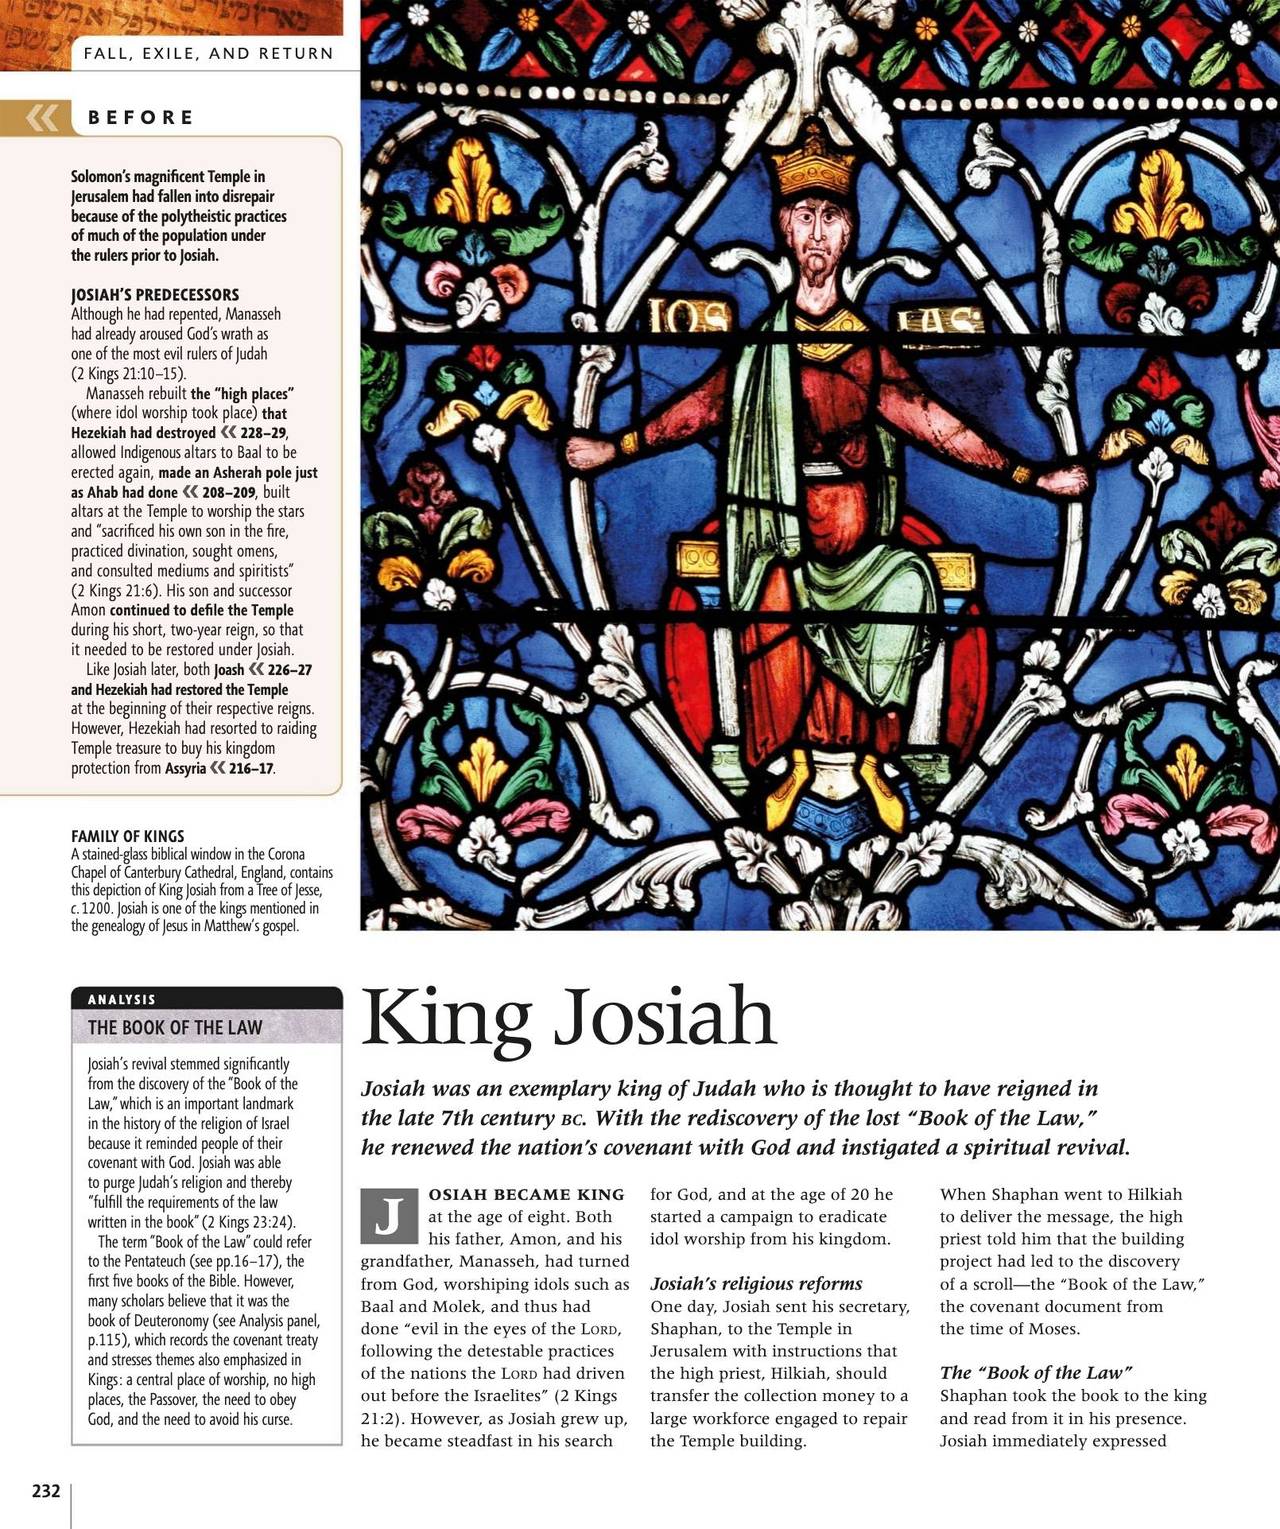 FALL, EXILE, AND RETURN
BEFORE
Solomon's magnificent Temple in
Jerusalem had fallen into disrepair
because of the polytheistic practices
of much of the population under
the rulers prior to Josiah.
JOSIAH'S PREDECESSORS
Although he had repented, Manasseh
had already aroused God's wrath as
one of the most evil rulers of Judah
(2 Kings 21:10–15).
Manasseh rebuilt the “high places”
(where idol worship took place) that
Hezekiah had destroyed « 228–29,
allowed Indigenous altars to Baal to be
erected again, made an Asherah pole just
as Ahab had done « 208–209, built
altars at the Temple to worship the stars
and “sacrificed his own son in the fire,
practiced divination, sought omens,
and consulted mediums and spiritists”
(2 Kings 21:6). His son and successor
Amon continued to defile the Temple
during his short, two-year reign, so that
it needed to be restored under Josiah.
Like Josiah later, both Joash « 226–27
and Hezekiah had restored the Temple
at the beginning of their respective reigns.
However, Hezekiah had resorted to raiding
Temple treasure to buy his kingdom
protection from Assyria « 216–17.
IOS IAS:
FAMILY OF KINGS
A stained-glass biblical window in the Corona
Chapel of Canterbury Cathedral, England, contains
this depiction of King Josiah from a Tree of Jesse,
c.1200. Josiah is one of the kings mentioned in
the genealogy of Jesus in Matthew's gospel.
ANALYSIS
THE BOOK OF THE LAW
Josiah's revival stemmed significantly
from the discovery of the “Book of the
Law,” which is an important landmark
in the history of the religion of Israel
because it reminded people of their
covenant with God. Josiah was able
to purge Judah's religion and thereby
“fulfill the requirements of the law
written in the book” (2 Kings 23:24).
The term “Book of the Law” could refer
to the Pentateuch (see pp.16–17), the
first five books of the Bible. However,
many scholars believe that it was the
book of Deuteronomy (see Analysis panel,
p.115), which records the covenant treaty
and stresses themes also emphasized in
Kings: a central place of worship, no high
places, the Passover, the need to obey
God, and the need to avoid his curse.
King Josiah
Josiah was an exemplary king of Judah who is thought to have reigned in
the late 7th century BC. With the rediscovery of the lost “Book of the Law,”
he renewed the nation's covenant with God and instigated a spiritual revival.
JOSIAH BECAME KING
at the age of eight. Both
his father, Amon, and his
grandfather, Manasseh, had turned
from God, worshiping idols such as
Baal and Molek, and thus had
done “evil in the eyes of the LORD,
following the detestable practices
of the nations the LORD had driven
out before the Israelites” (2 Kings
21:2). However, as Josiah grew up,
he became steadfast in his search
for God, and at the age of 20 he
started a campaign to eradicate
idol worship from his kingdom.
Josiah's religious reforms
One day, Josiah sent his secretary,
Shaphan, to the Temple in
Jerusalem with instructions that
the high priest, Hilkiah, should
transfer the collection money to a
large workforce engaged to repair
the Temple building.
When Shaphan went to Hilkiah
to deliver the message, the high
priest told him that the building
project had led to the discovery
of a scroll—the “Book of the Law,”
the covenant document from
the time of Moses.
The “Book of the Law”
Shaphan took the book to the king
and read from it in his presence.
Josiah immediately expressed
232